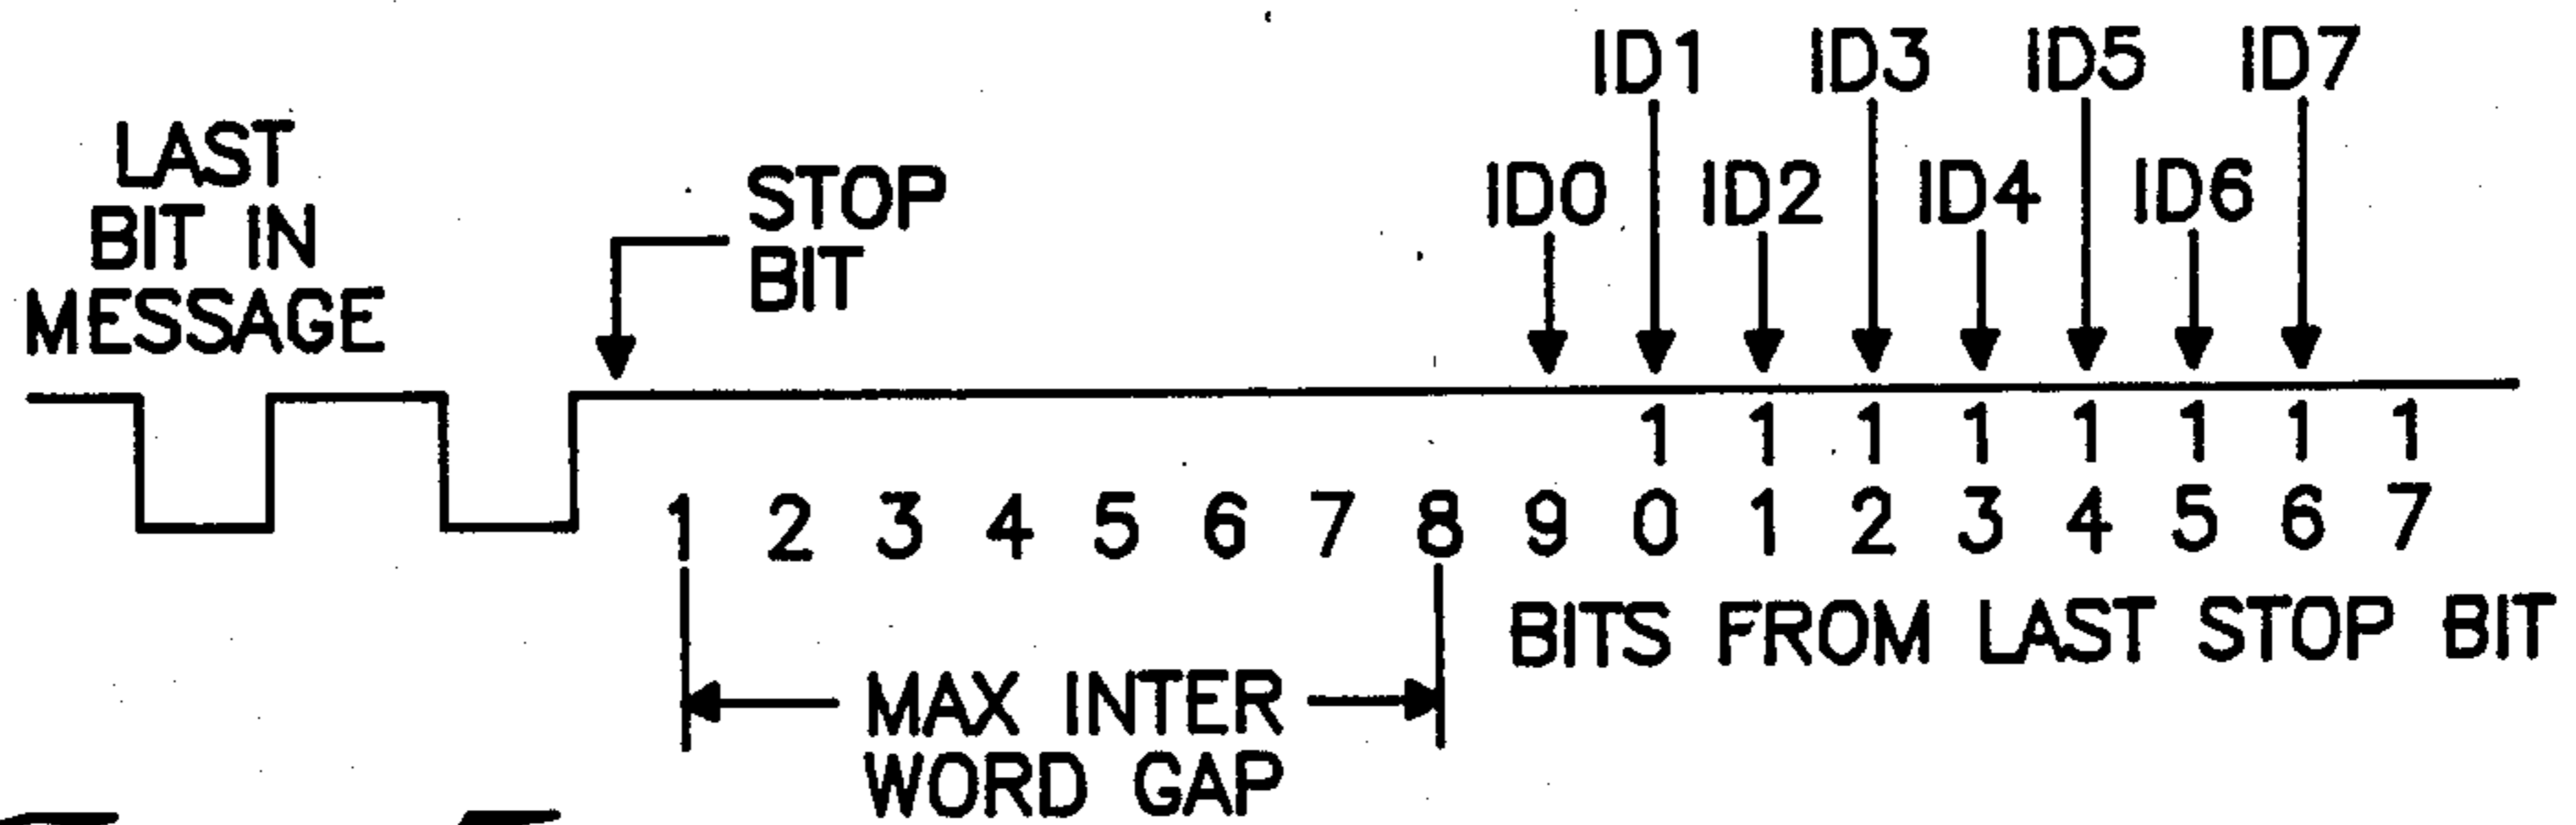 ID1 ID3 ID5 ID7
LAST
BIT IN
MESSAGE
STOP
BIT
ID0 ID2 ID4 ID6
1 1 1 1 1 1 1 1
1 2 3 4 5 6 7 8 9 0 1 2 3 4 5 6 7
BITS FROM LAST STOP BIT
MAX INTER
WORD GAP